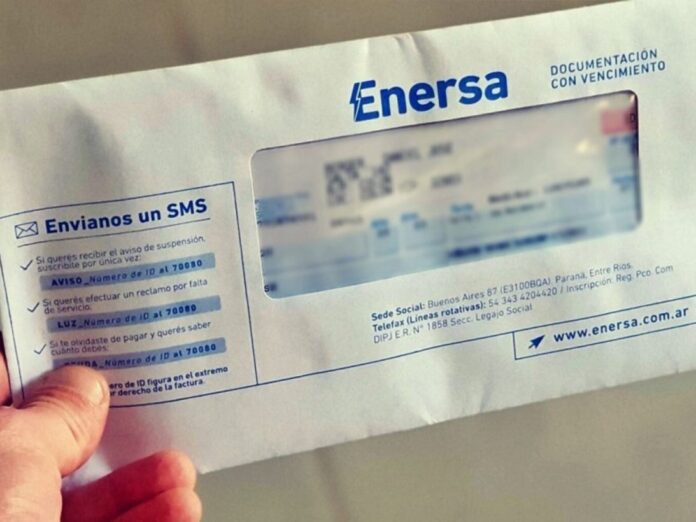 Enersa
DOCUMENTACIÓN
CON VENCIMIENTO
Envianos un SMS
Si querés recibir el aviso de suspensión,
suscribite por única vez:
AVISO_Número de ID al 70080
Si querés efectuar un reclamo por falta
de servicio:
LUZ_Número de ID al 70080
Si te olvidaste de pagar y querés saber
cuánto debés:
Número de ID al 70080
de ID figura en el extremo
derecho de la factura.
Sede Social: Buenos Aires 87 (E3100BQA) Paraná, Entre Ríos.
Telefax (Líneas rotativas): 54 343 4204420 / Inscripción: Reg. Pco. Com
DIPJ E.R. N° 1858 Secc. Legajo Social
www.enersa.com.ar